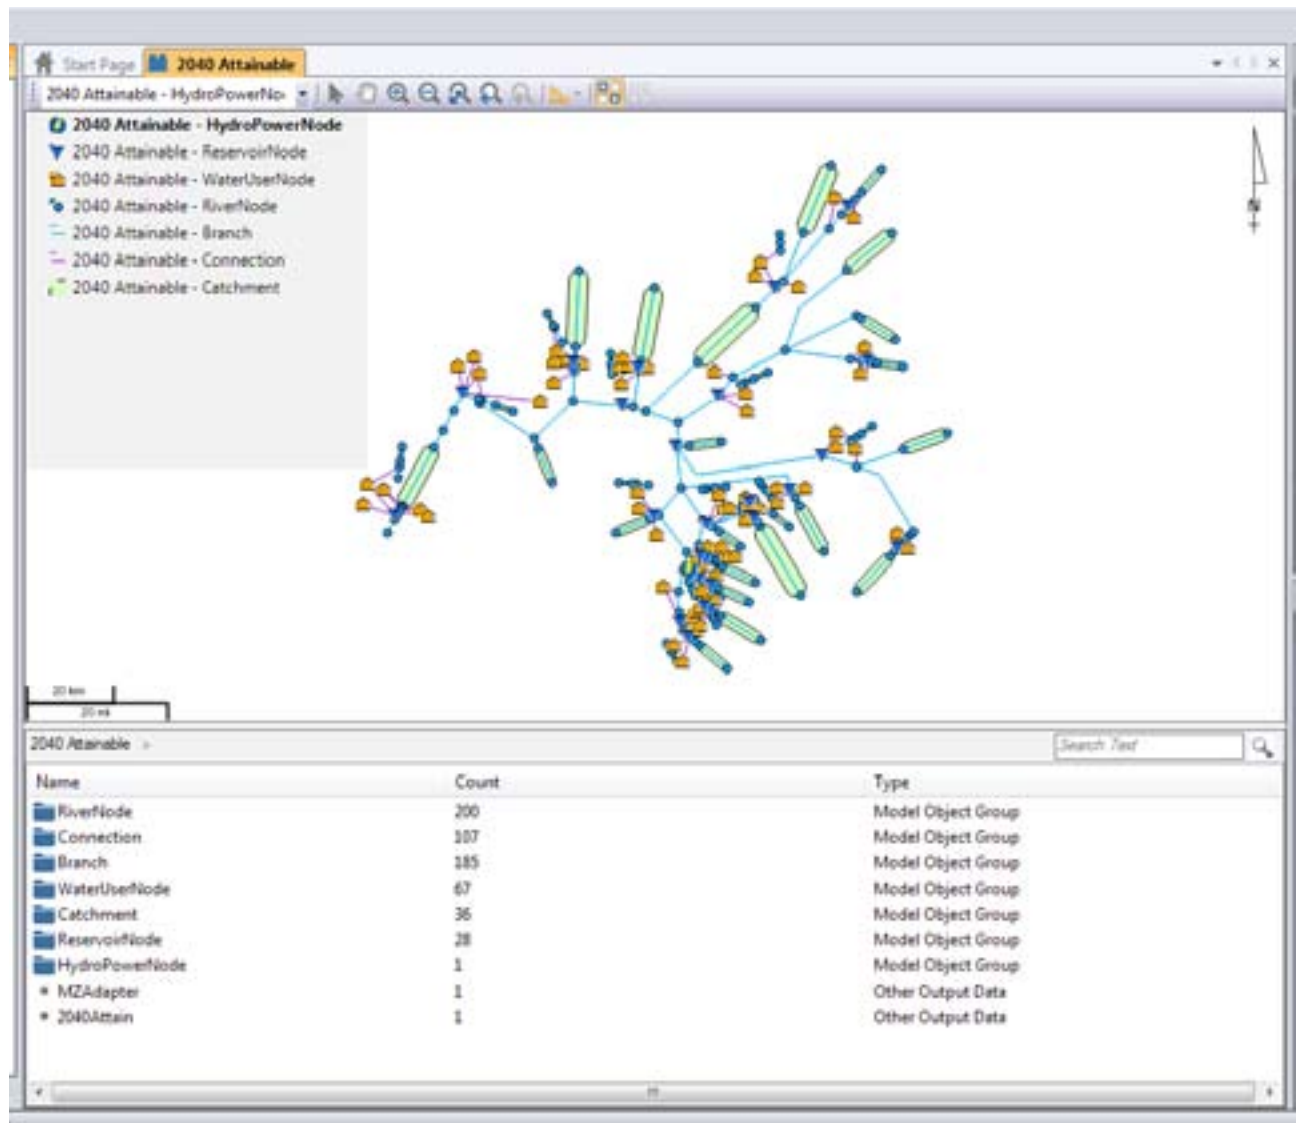 Start Page 2040 Attainable
2040 Attainable - HydroPowerNo
2040 Attainable - HydroPowerNode
2040 Attainable - ReservoirNode
2040 Attainable - WaterUserNode
2040 Attainable - RiverNode
2040 Attainable - Branch
2040 Attainable - Connection
2040 Attainable - Catchment
N
20 km
20 mi
2040 Attainable Search Text
Name Count Type
RiverNode 200 Model Object Group
Connection 107 Model Object Group
Branch 185 Model Object Group
WaterUserNode 67 Model Object Group
Catchment 36 Model Object Group
ReservoirNode 28 Model Object Group
HydroPowerNode 1 Model Object Group
MZAdapter 1 Other Output Data
2040Attain 1 Other Output Data